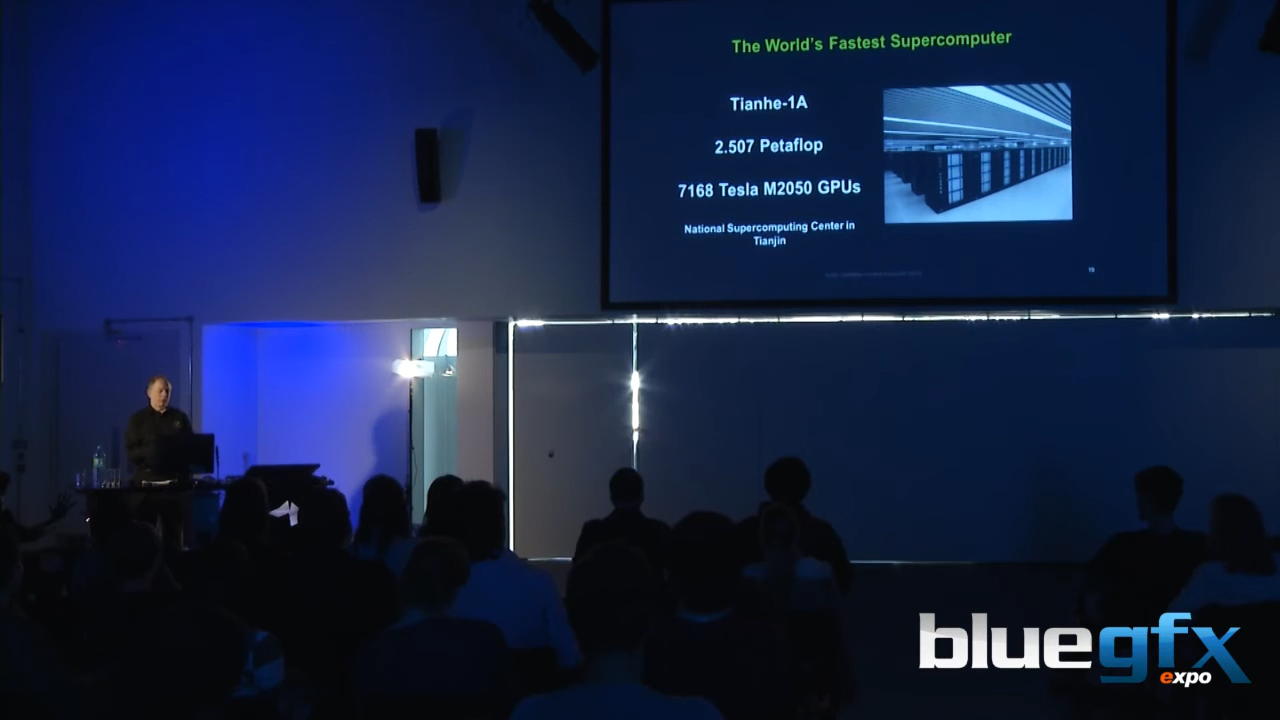 The World's Fastest Supercomputer
Tianhe-1A
2.507 Petaflop
7168 Tesla M2050 GPUs
National Supercomputing Center in
Tianjin
19
bluegfx
expo